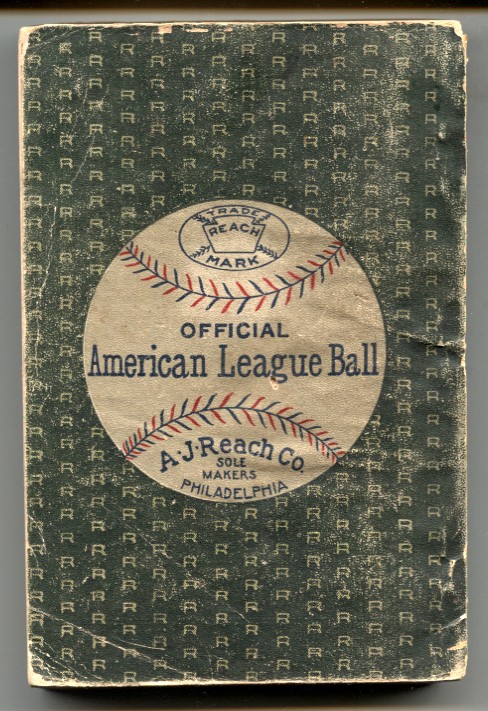 TRADE
REACH
MARK
OFFICIAL
American League Ball
A·J·Reach Co.
SOLE
MAKERS
PHILADELPHIA